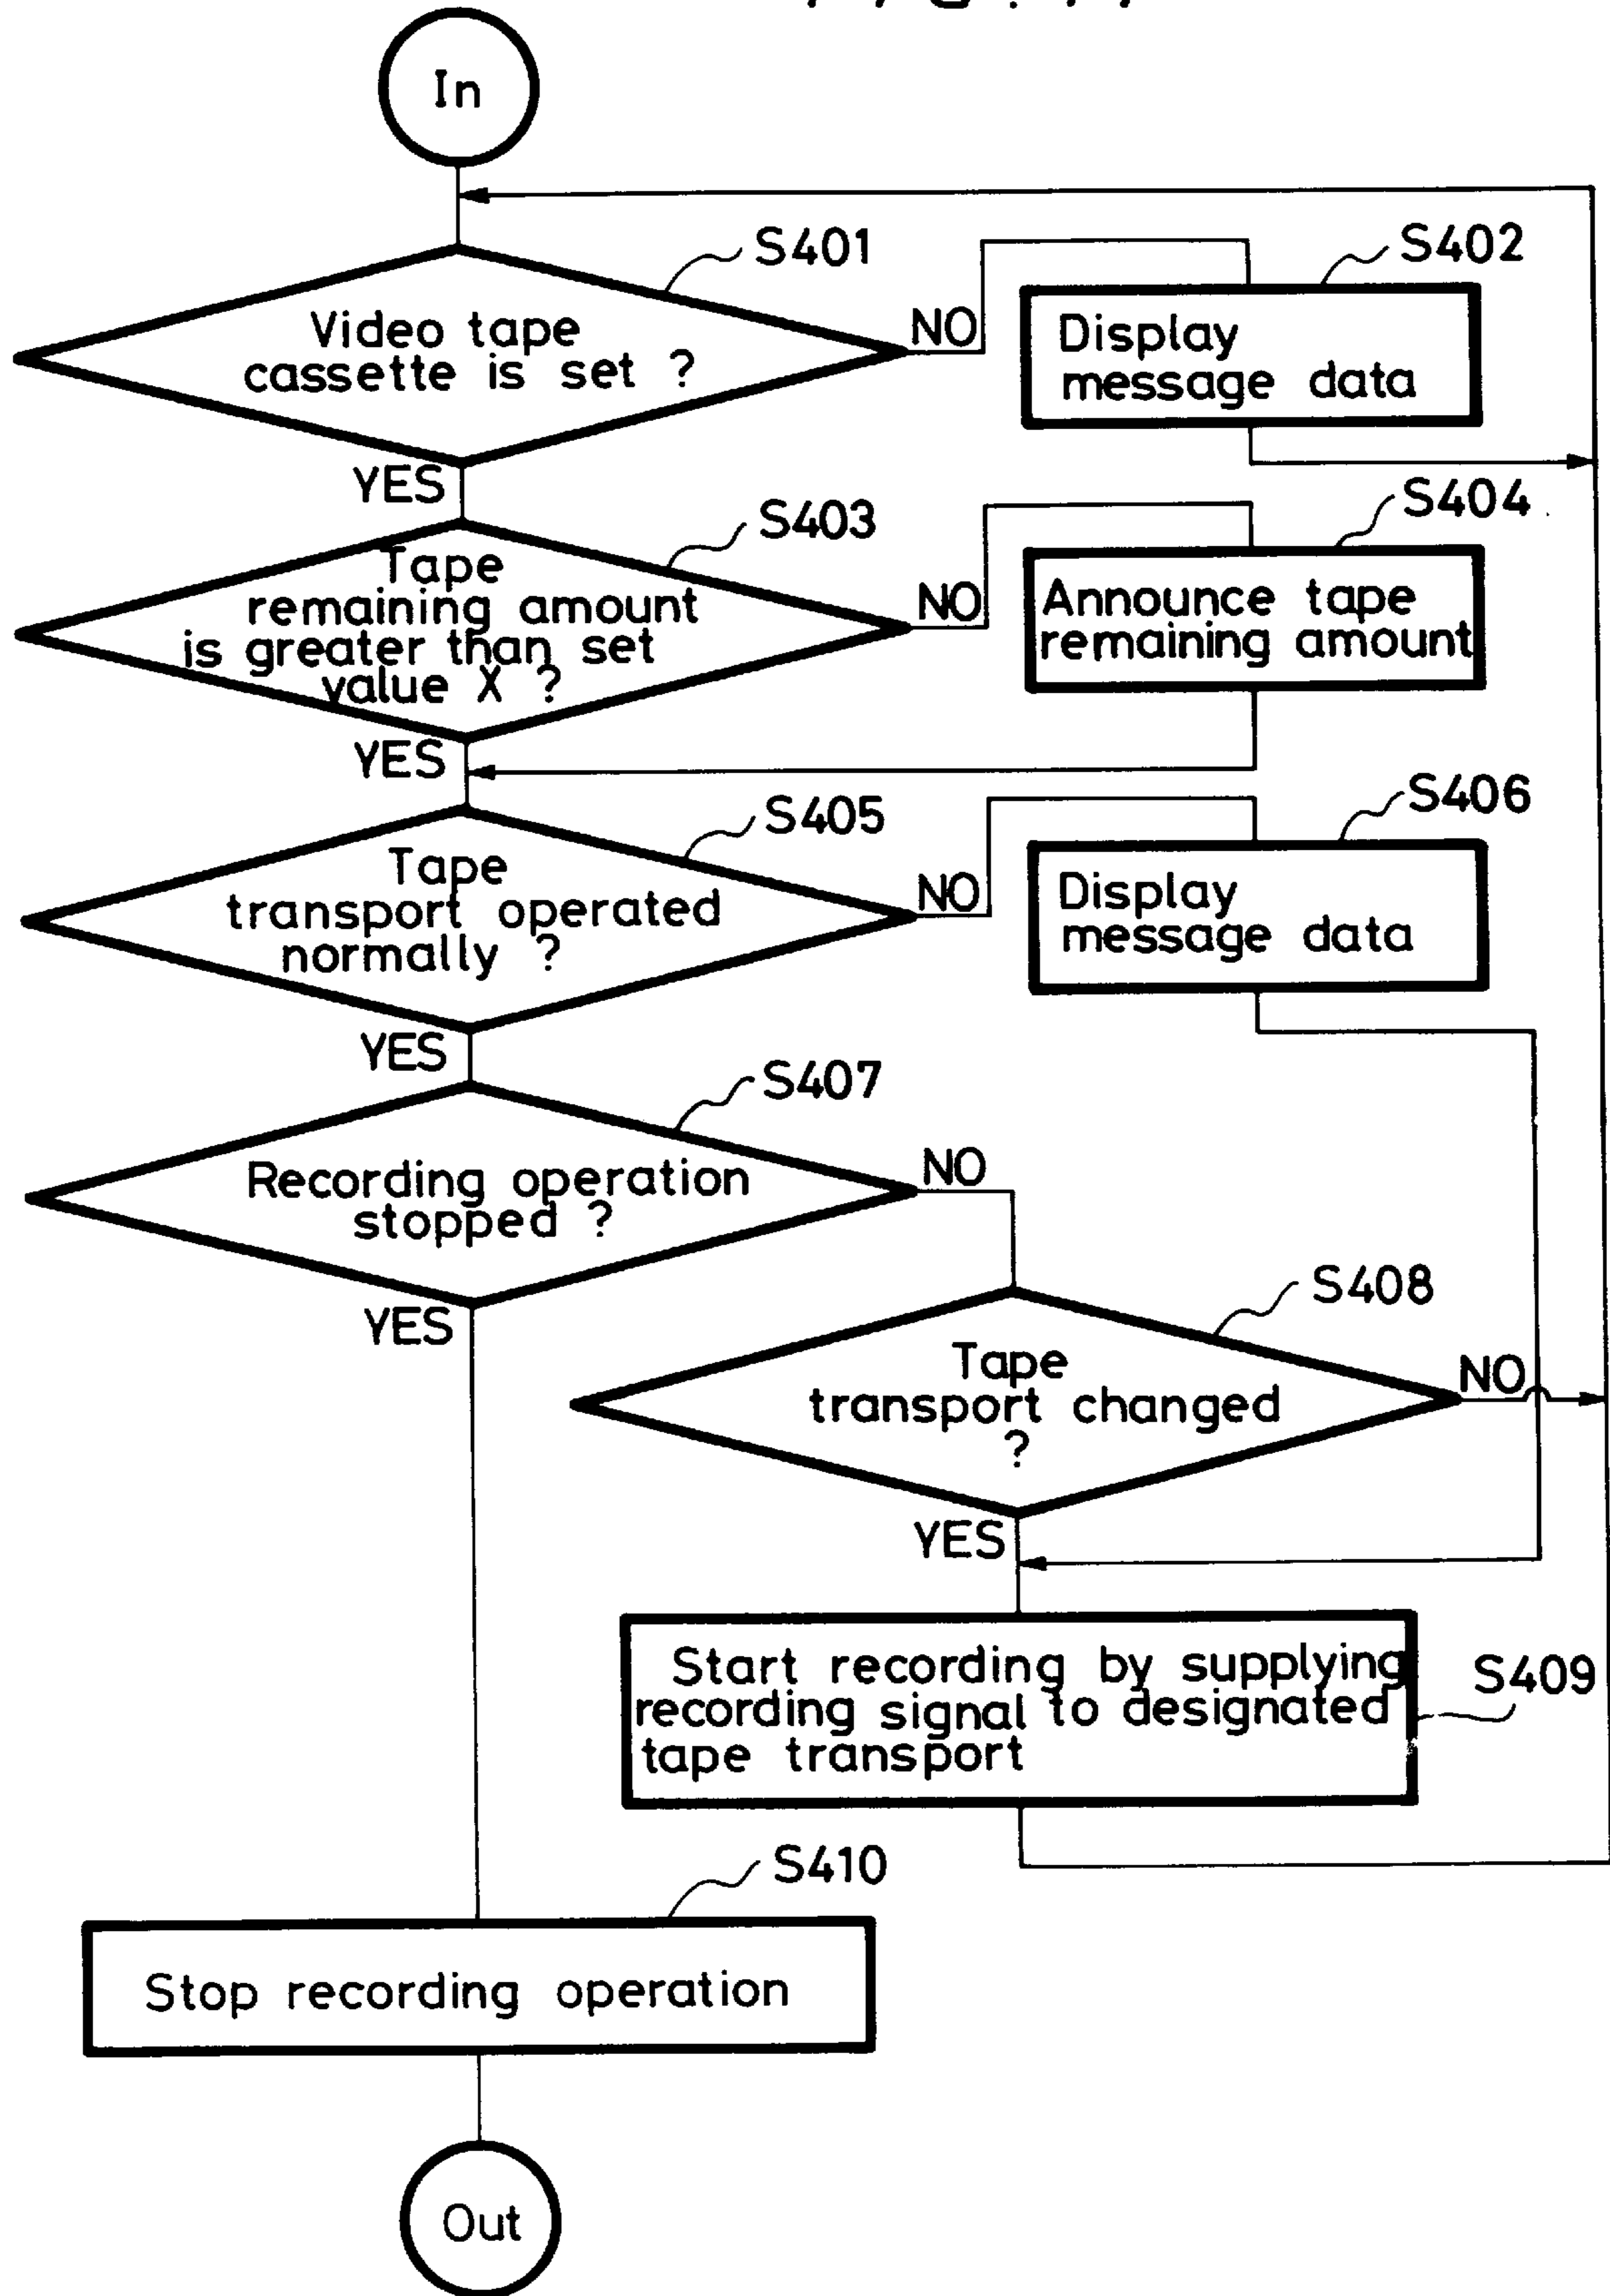 In
S401
Video tape
cassette is set ?
NO
S402
Display
message data
YES
S403
Tape
remaining amount
is greater than set
value X ?
NO
S404
Announce tape
remaining amount
YES
S405
Tape
transport operated
normally ?
NO
S406
Display
message data
YES
S407
Recording operation
stopped ?
NO
YES
S408
Tape
transport changed
?
NO
YES
Start recording by supplying
recording signal to designated
tape transport
S409
S410
Stop recording operation
Out